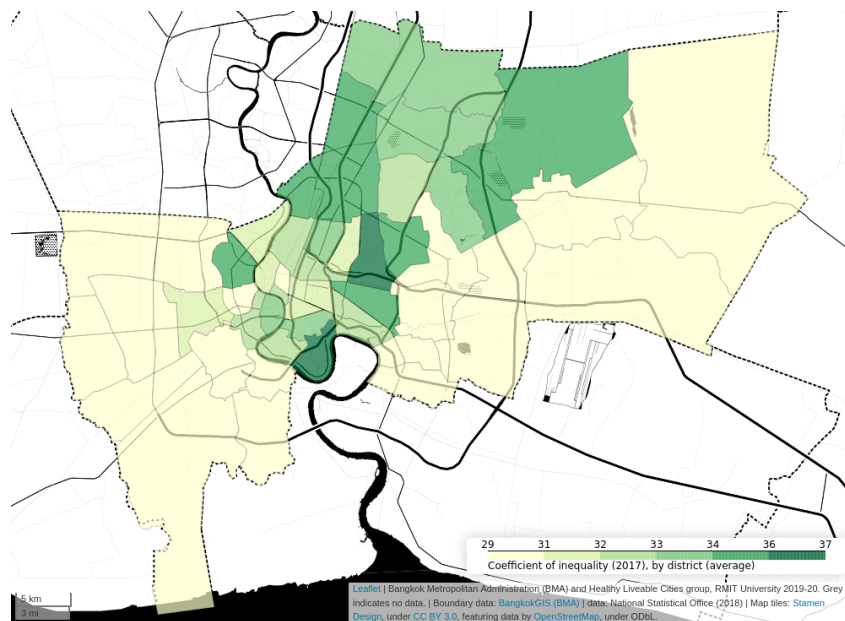 29 31 32 33 34 36 37
Coefficient of inequality (2017), by district (average)
5 km
3 mi
Leaflet | Bangkok Metropolitan Administration (BMA) and Healthy Liveable Cities group, RMIT University 2019-20. Grey
indicates no data. | Boundary data: BangkokGIS (BMA) | data: National Statistical Office (2018) | Map tiles: Stamen
Design, under CC BY 3.0, featuring data by OpenStreetMap, under ODbL.